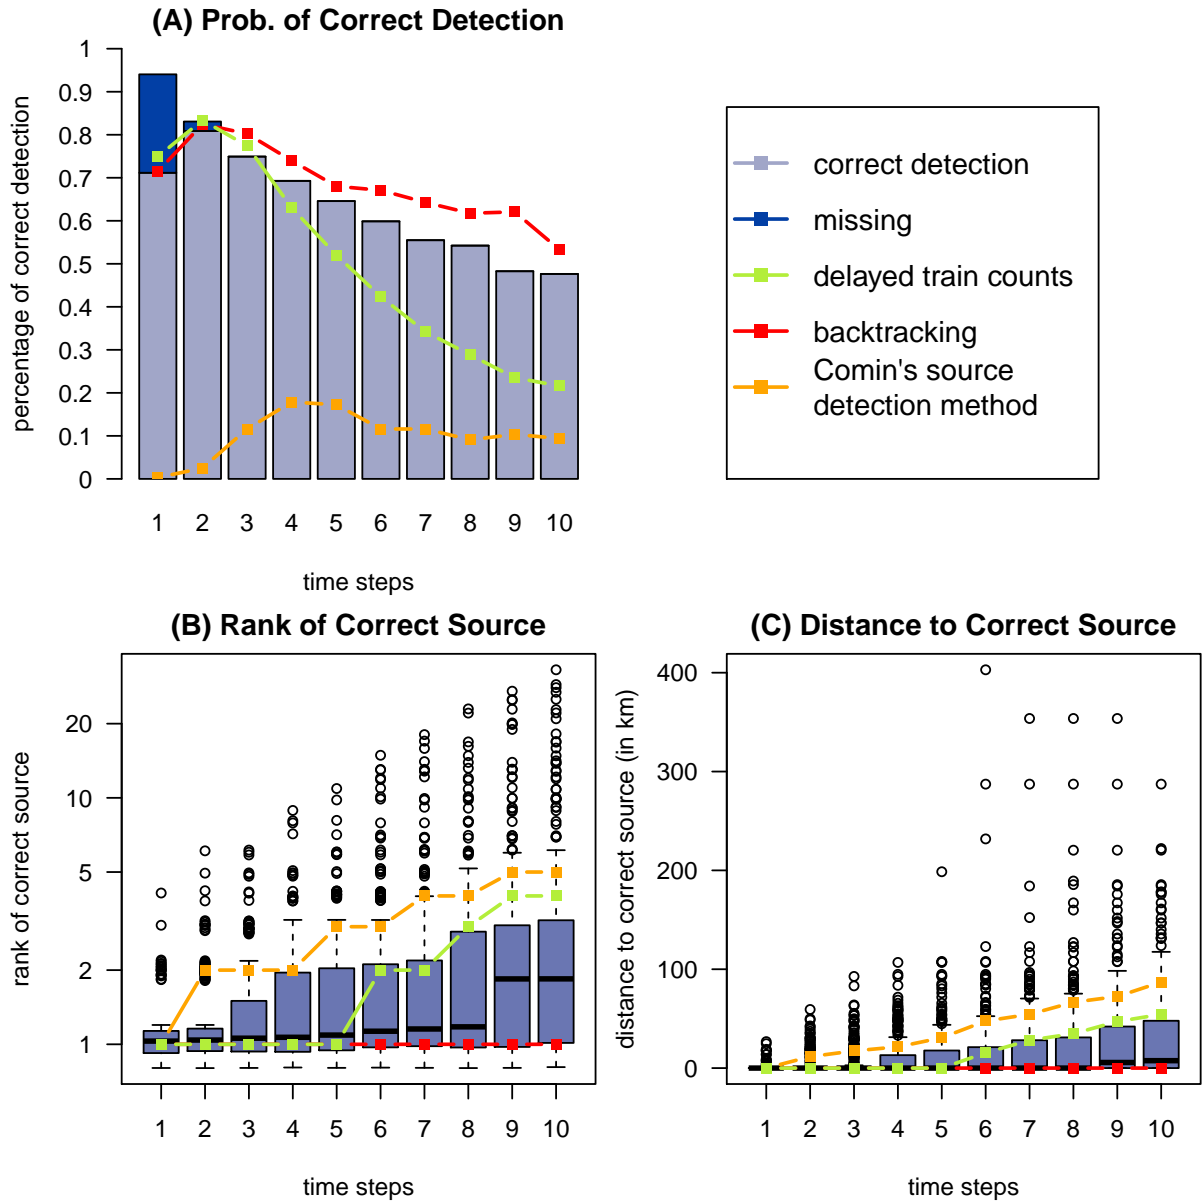 (A) Prob. of Correct Detection
percentage of correct detection
1
0.9
0.8
0.7
0.6
0.5
0.4
0.3
0.2
0.1
0
1 2 3 4 5 6 7 8 9 10
time steps
correct detection
missing
delayed train counts
backtracking
Comin's source
detection method
(B) Rank of Correct Source
rank of correct source
20
10
5
2
1
1 2 3 4 5 6 7 8 9 10
time steps
(C) Distance to Correct Source
distance to correct source (in km)
400
300
200
100
0
1 2 3 4 5 6 7 8 9 10
time steps